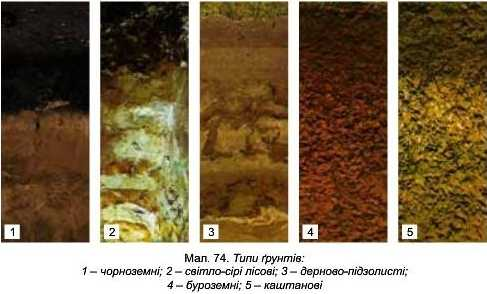 1
2
3
4
5
Мал. 74. Типи ґрунтів:
1 – чорноземні; 2 – світло-сірі лісові; 3 – дерново-підзолисті;
4 – буроземні; 5 – каштанові